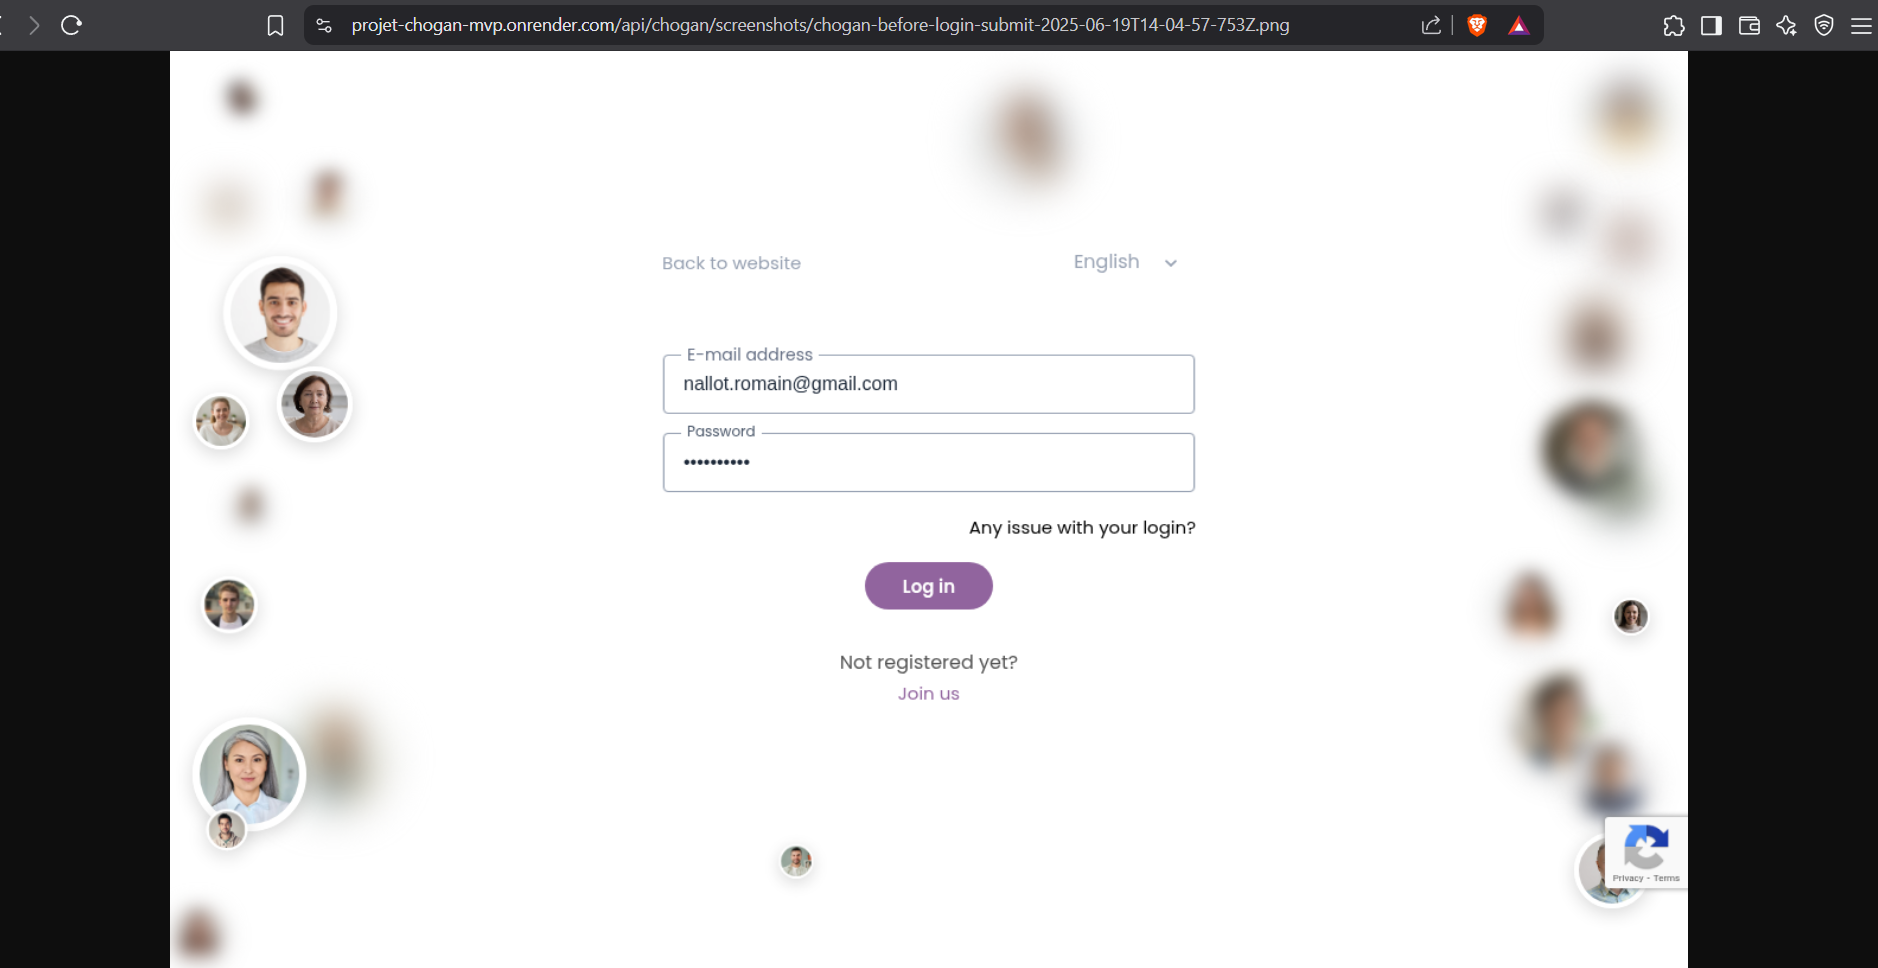 projet-chogan-mvp.onrender.com/api/chogan/screenshots/chogan-before-login-submit-2025-06-19T14-04-57-753Z.png
Back to website
English
E-mail address
nallot.romain@gmail.com
Password
••••••••••
Any issue with your login?
Log in
Not registered yet?
Join us
Privacy - Terms